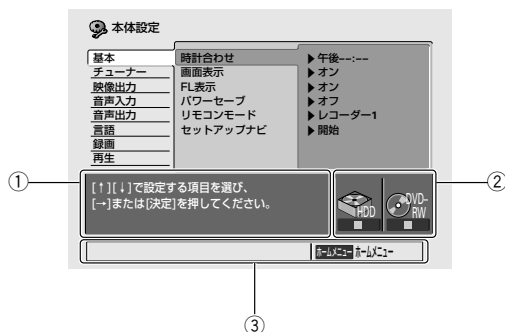 本体設定
基本
チューナー
映像出力
音声入力
音声出力
言語
録画
再生
時計合わせ
画面表示
FL表示
パワーセーブ
リモコンモード
セットアップナビ
▶午後--:--
▶オン
▶オン
▶オフ
▶レコーダー1
▶開始
①
[↑][↓]で設定する項目を選び、
[→]または[決定]を押してください。
HDD
DVD-
RW
②
ホームメニュー ホームメニュー
③